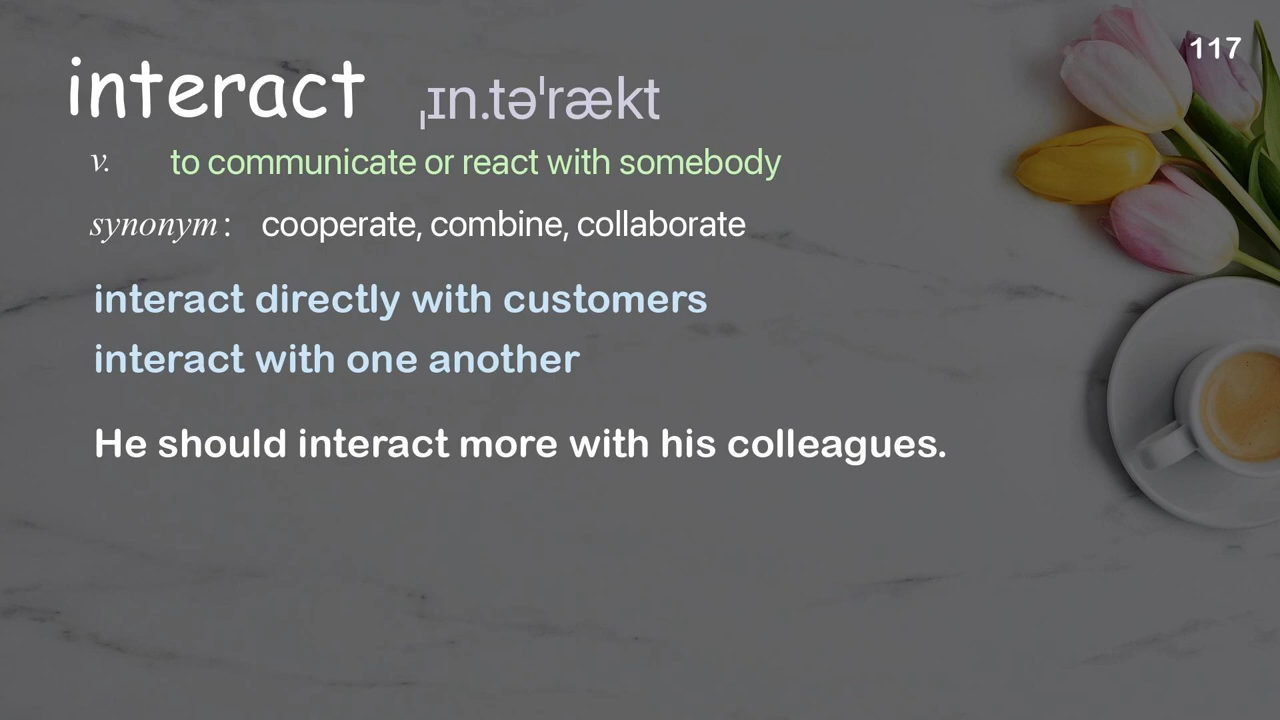 117
interact ˌɪn.təˈrækt
v. to communicate or react with somebody
synonym: cooperate, combine, collaborate
interact directly with customers
interact with one another
He should interact more with his colleagues.